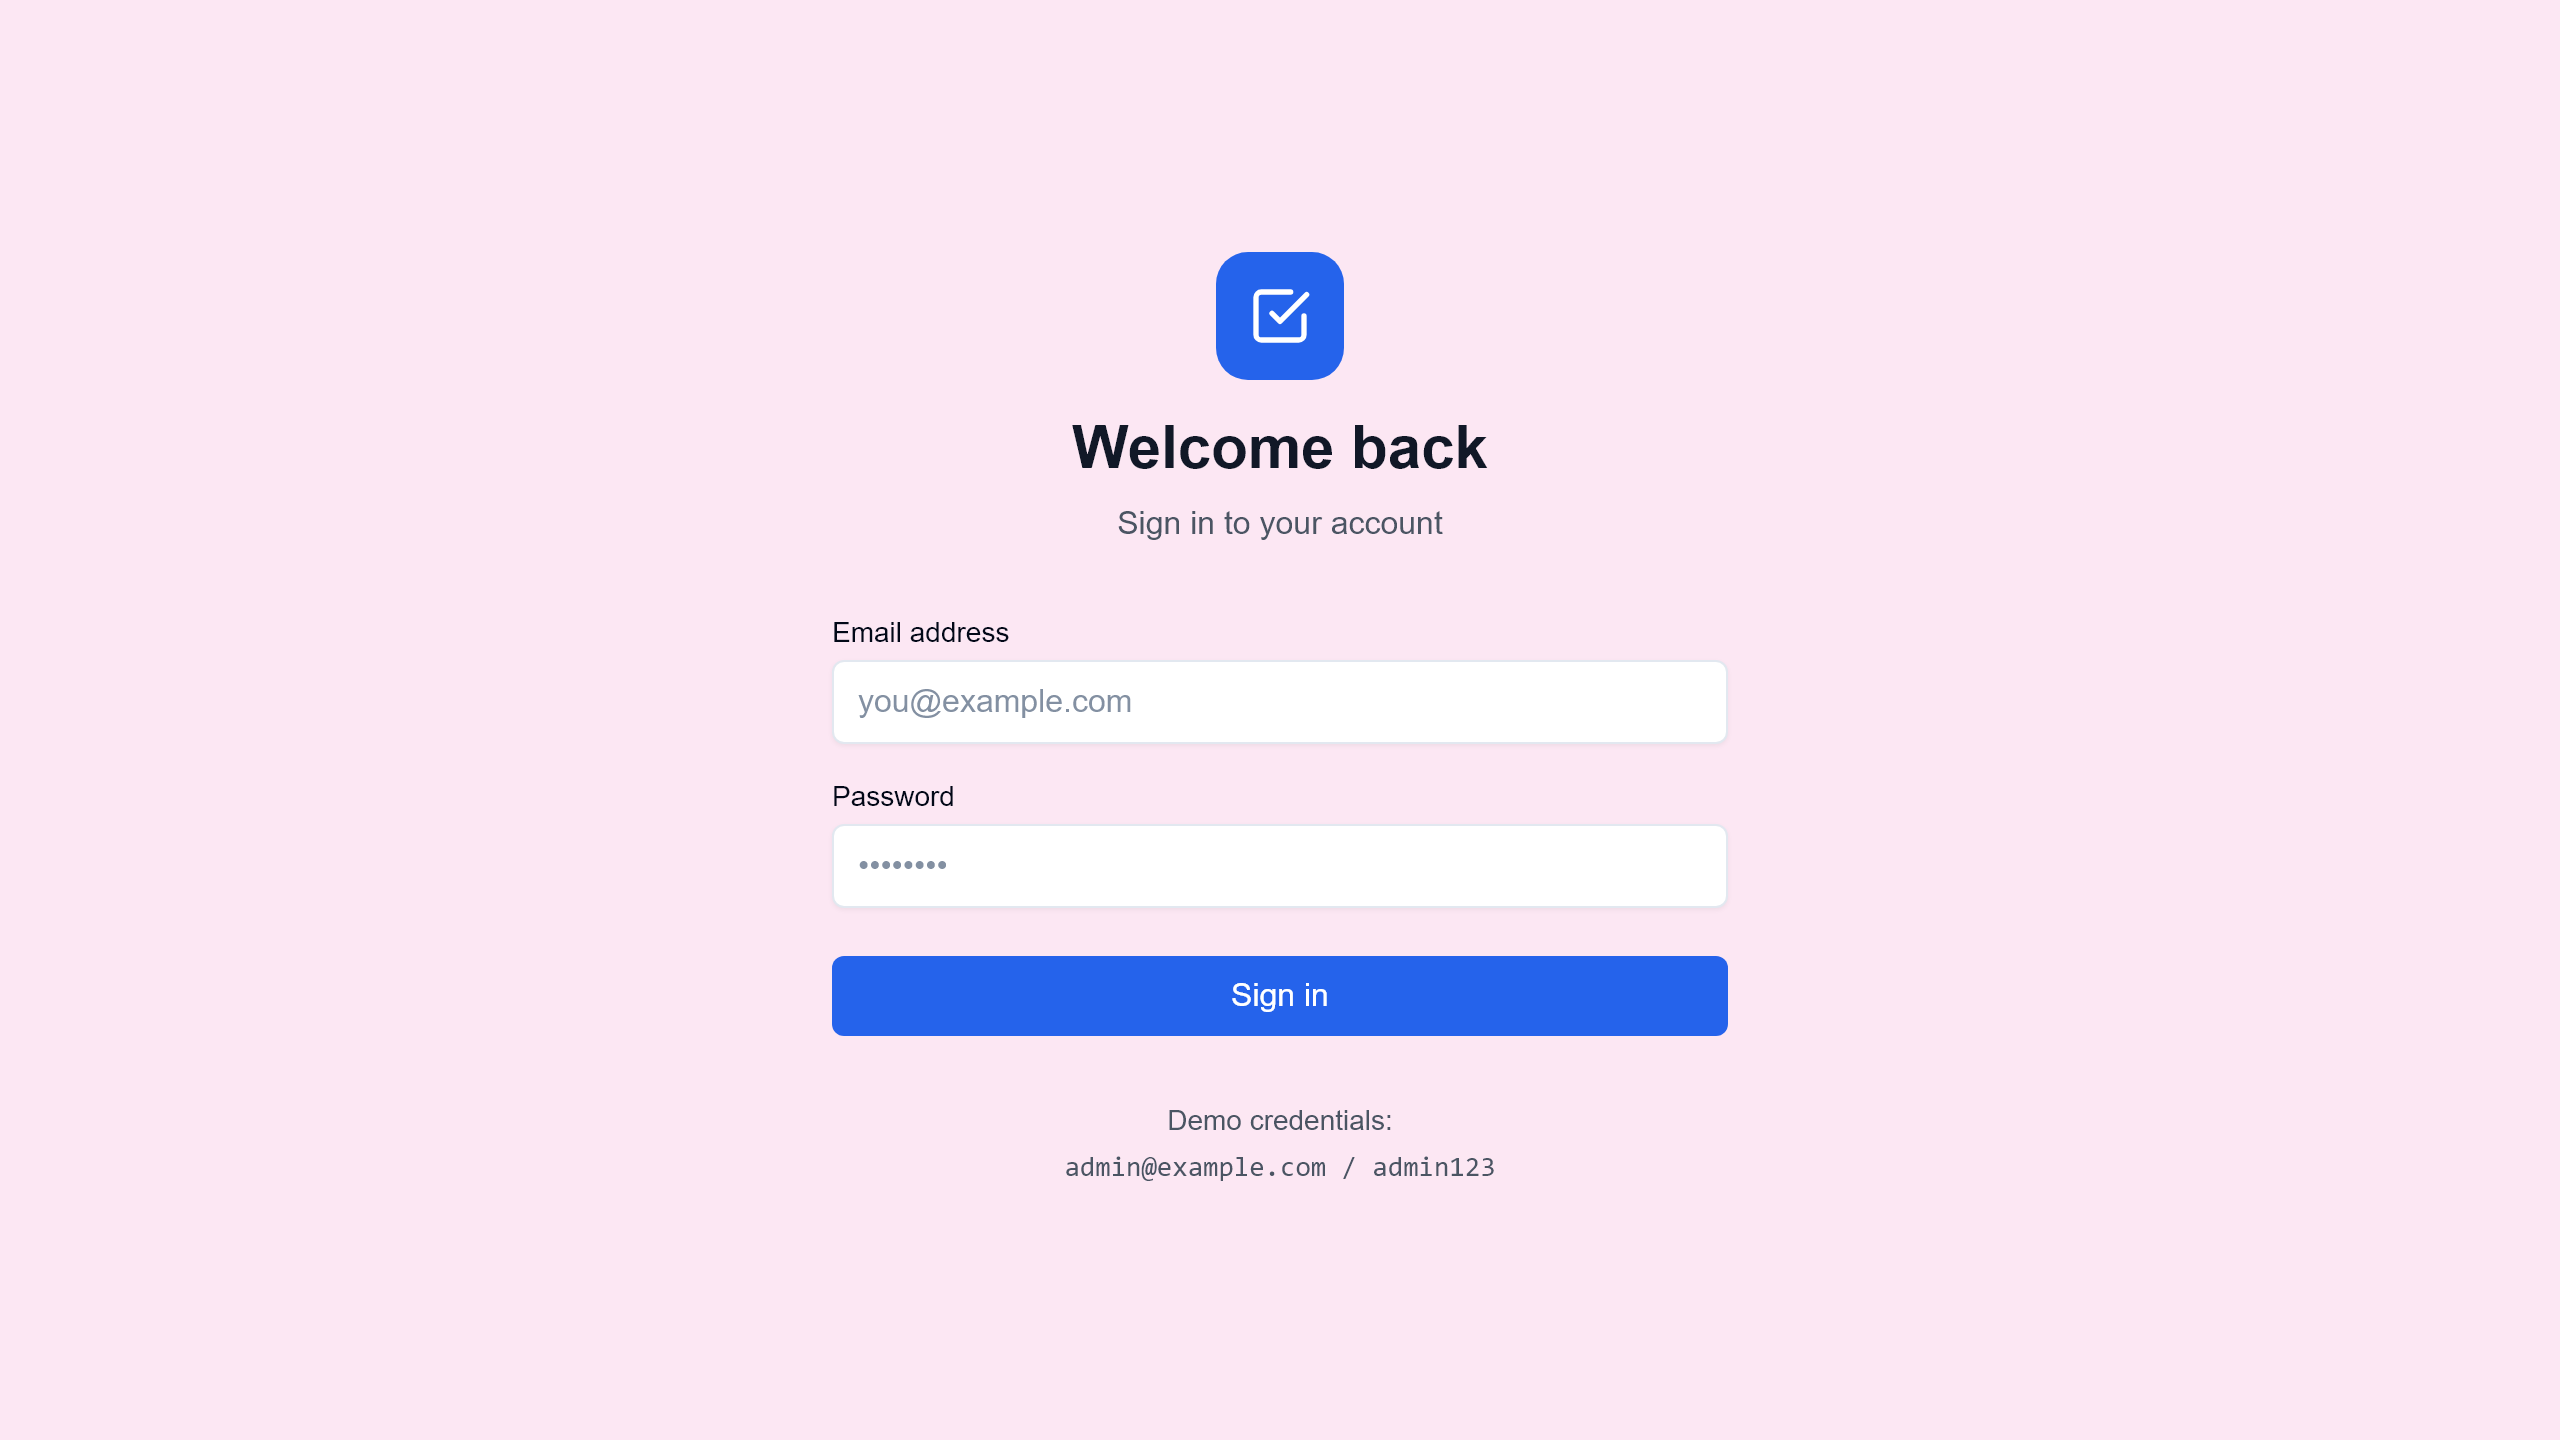 Welcome back
Sign in to your account
Email address
you@example.com
Password
••••••••
Sign in
Demo credentials:
admin@example.com / admin123